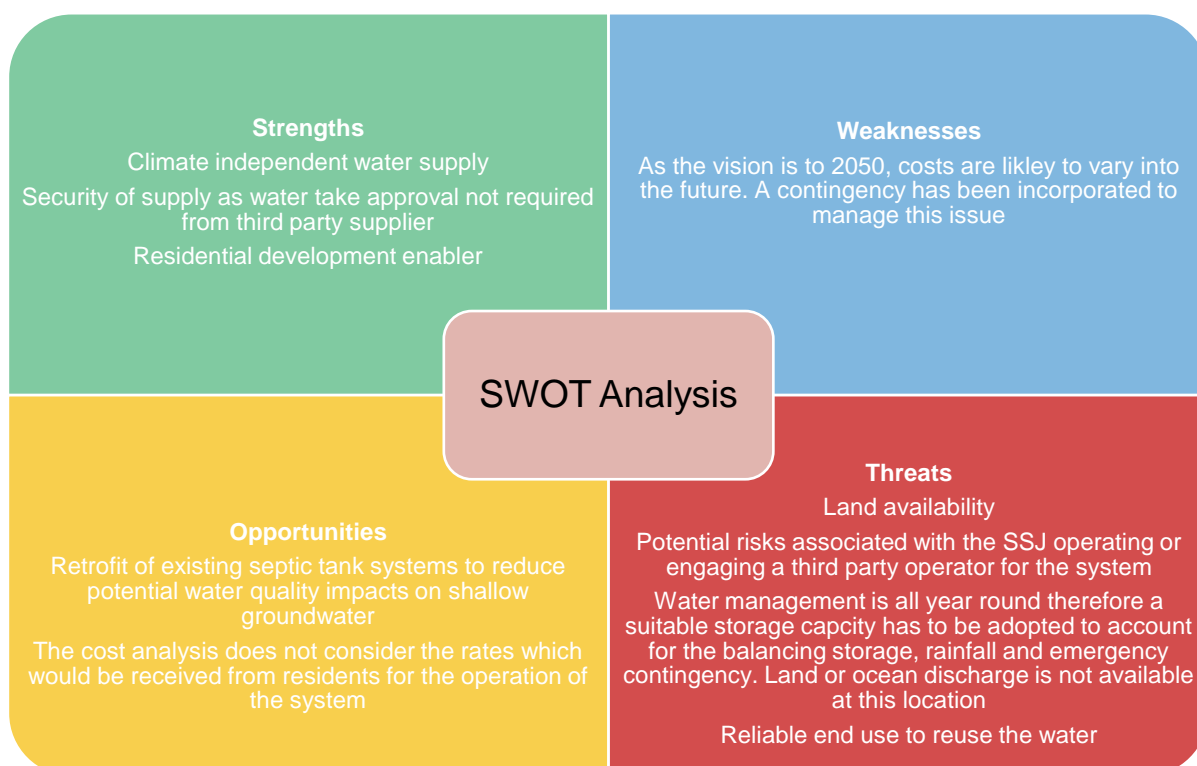 Strengths
Climate independent water supply
Security of supply as water take approval not required
from third party supplier
Residential development enabler
Weaknesses
As the vision is to 2050, costs are likley to vary into
the future. A contingency has been incorporated to
manage this issue
SWOT Analysis
Opportunities
Retrofit of existing septic tank systems to reduce
potential water quality impacts on shallow
groundwater
The cost analysis does not consider the rates which
would be received from residents for the operation of
the system
Threats
Land availability
Potential risks associated with the SSJ operating or
engaging a third party operator for the system
Water management is all year round therefore a
suitable storage capcity has to be adopted to account
for the balancing storage, rainfall and emergency
contingency. Land or ocean discharge is not available
at this location
Reliable end use to reuse the water